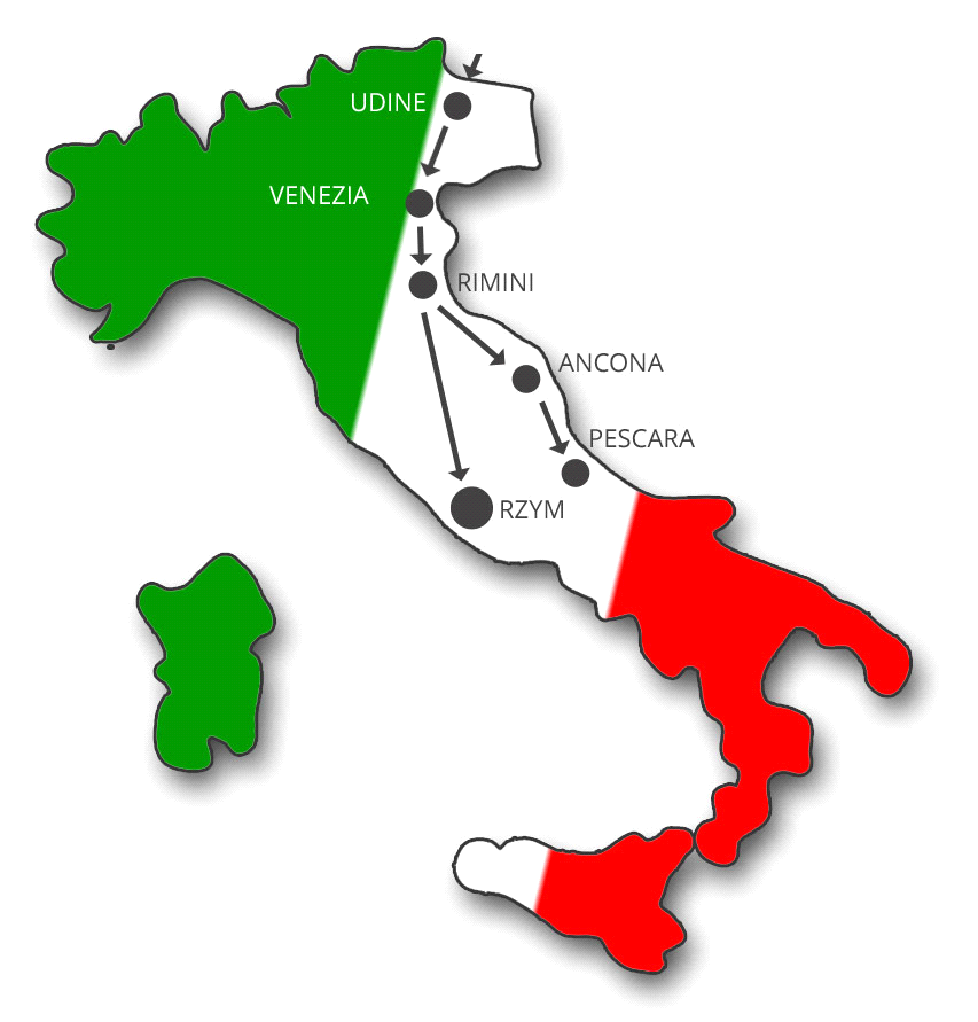 UDINE
VENEZIA
RIMINI
ANCONA
PESCARA
RZYM